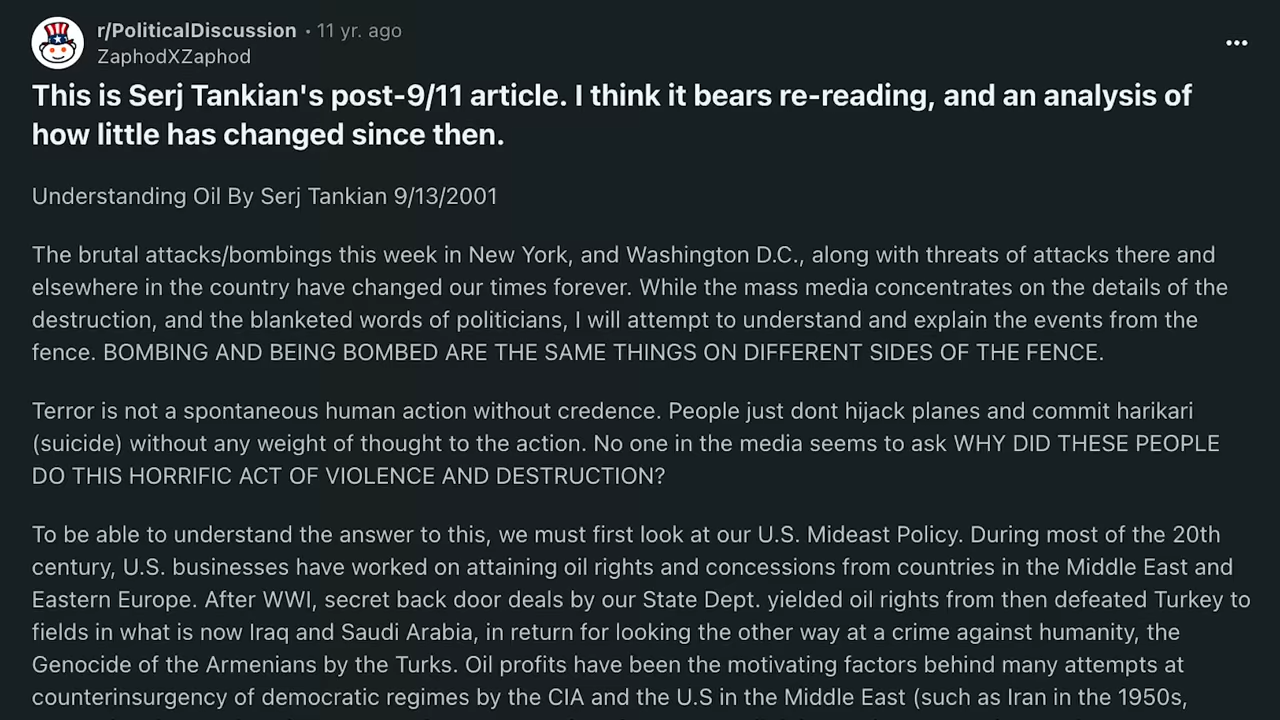 r/PoliticalDiscussion • 11 yr. ago
ZaphodXZaphod
This is Serj Tankian's post-9/11 article. I think it bears re-reading, and an analysis of
how little has changed since then.
Understanding Oil By Serj Tankian 9/13/2001
The brutal attacks/bombings this week in New York, and Washington D.C., along with threats of attacks there and
elsewhere in the country have changed our times forever. While the mass media concentrates on the details of the
destruction, and the blanketed words of politicians, I will attempt to understand and explain the events from the
fence. BOMBING AND BEING BOMBED ARE THE SAME THINGS ON DIFFERENT SIDES OF THE FENCE.
Terror is not a spontaneous human action without credence. People just dont hijack planes and commit harikari
(suicide) without any weight of thought to the action. No one in the media seems to ask WHY DID THESE PEOPLE
DO THIS HORRIFIC ACT OF VIOLENCE AND DESTRUCTION?
To be able to understand the answer to this, we must first look at our U.S. Mideast Policy. During most of the 20th
century, U.S. businesses have worked on attaining oil rights and concessions from countries in the Middle East and
Eastern Europe. After WWI, secret back door deals by our State Dept. yielded oil rights from then defeated Turkey to
fields in what is now Iraq and Saudi Arabia, in return for looking the other way at a crime against humanity, the
Genocide of the Armenians by the Turks. Oil profits have been the motivating factors behind many attempts at
counterinsurgency of democratic regimes by the CIA and the U.S in the Middle East (such as Iran in the 1950s,